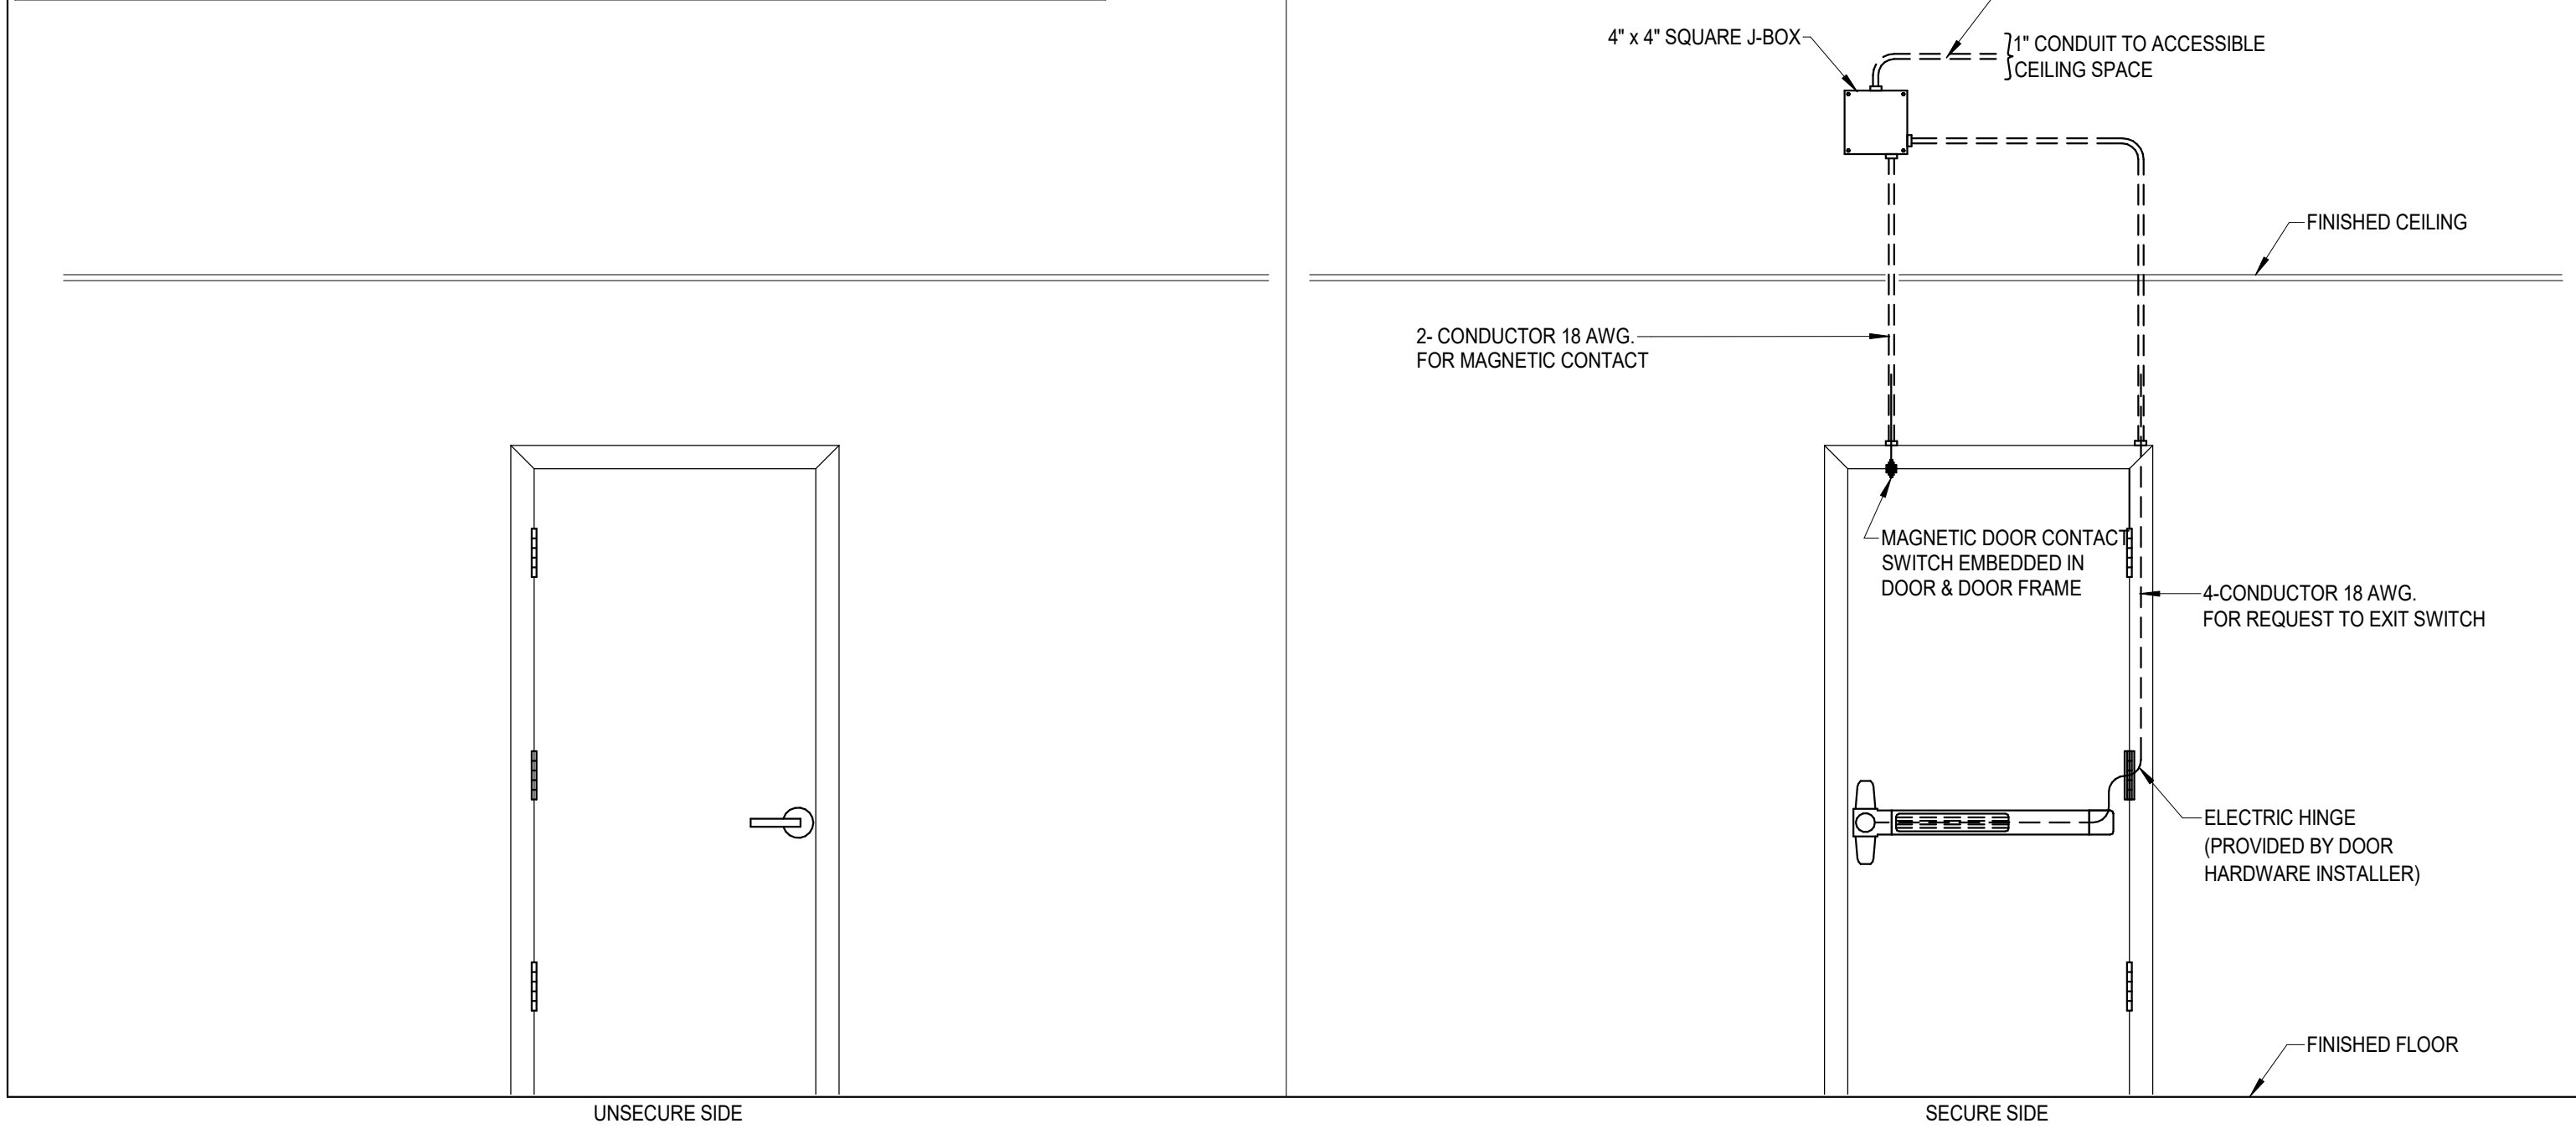 4" x 4" SQUARE J-BOX
1" CONDUIT TO ACCESSIBLE
CEILING SPACE
FINISHED CEILING
2- CONDUCTOR 18 AWG.
FOR MAGNETIC CONTACT
MAGNETIC DOOR CONTACT
SWITCH EMBEDDED IN
DOOR & DOOR FRAME
4-CONDUCTOR 18 AWG.
FOR REQUEST TO EXIT SWITCH
ELECTRIC HINGE
(PROVIDED BY DOOR
HARDWARE INSTALLER)
FINISHED FLOOR
UNSECURE SIDE
SECURE SIDE